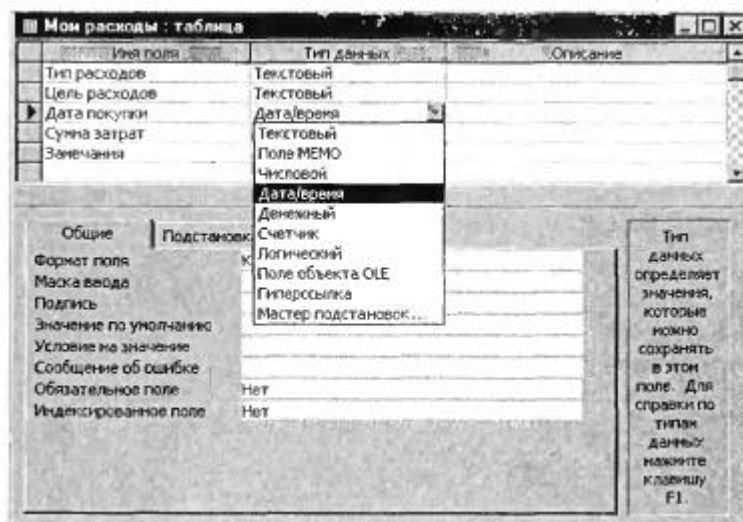 Мои расходы : таблица
Имя поля Тип данных Описание
Тип расходов Текстовый
Цель расходов Текстовый
Дата покупки Дата/время
Сумма затрат
Замечания
Текстовый
Поле MEMO
Числовой
Дата/время
Денежный
Счетчик
Логический
Поле объекта OLE
Гиперссылка
Мастер подстановок...
Общие Подстановк
Формат поля К
Маска ввода
Подпись
Значение по умолчанию
Условие на значение
Сообщение об ошибке
Обязательное поле Нет
Индексированное поле Нет
Тип
данных
определяет
значения,
которые
можно
сохранять
в этом
поле. Для
справки по
типам
данных
нажмите
клавишу
F1.